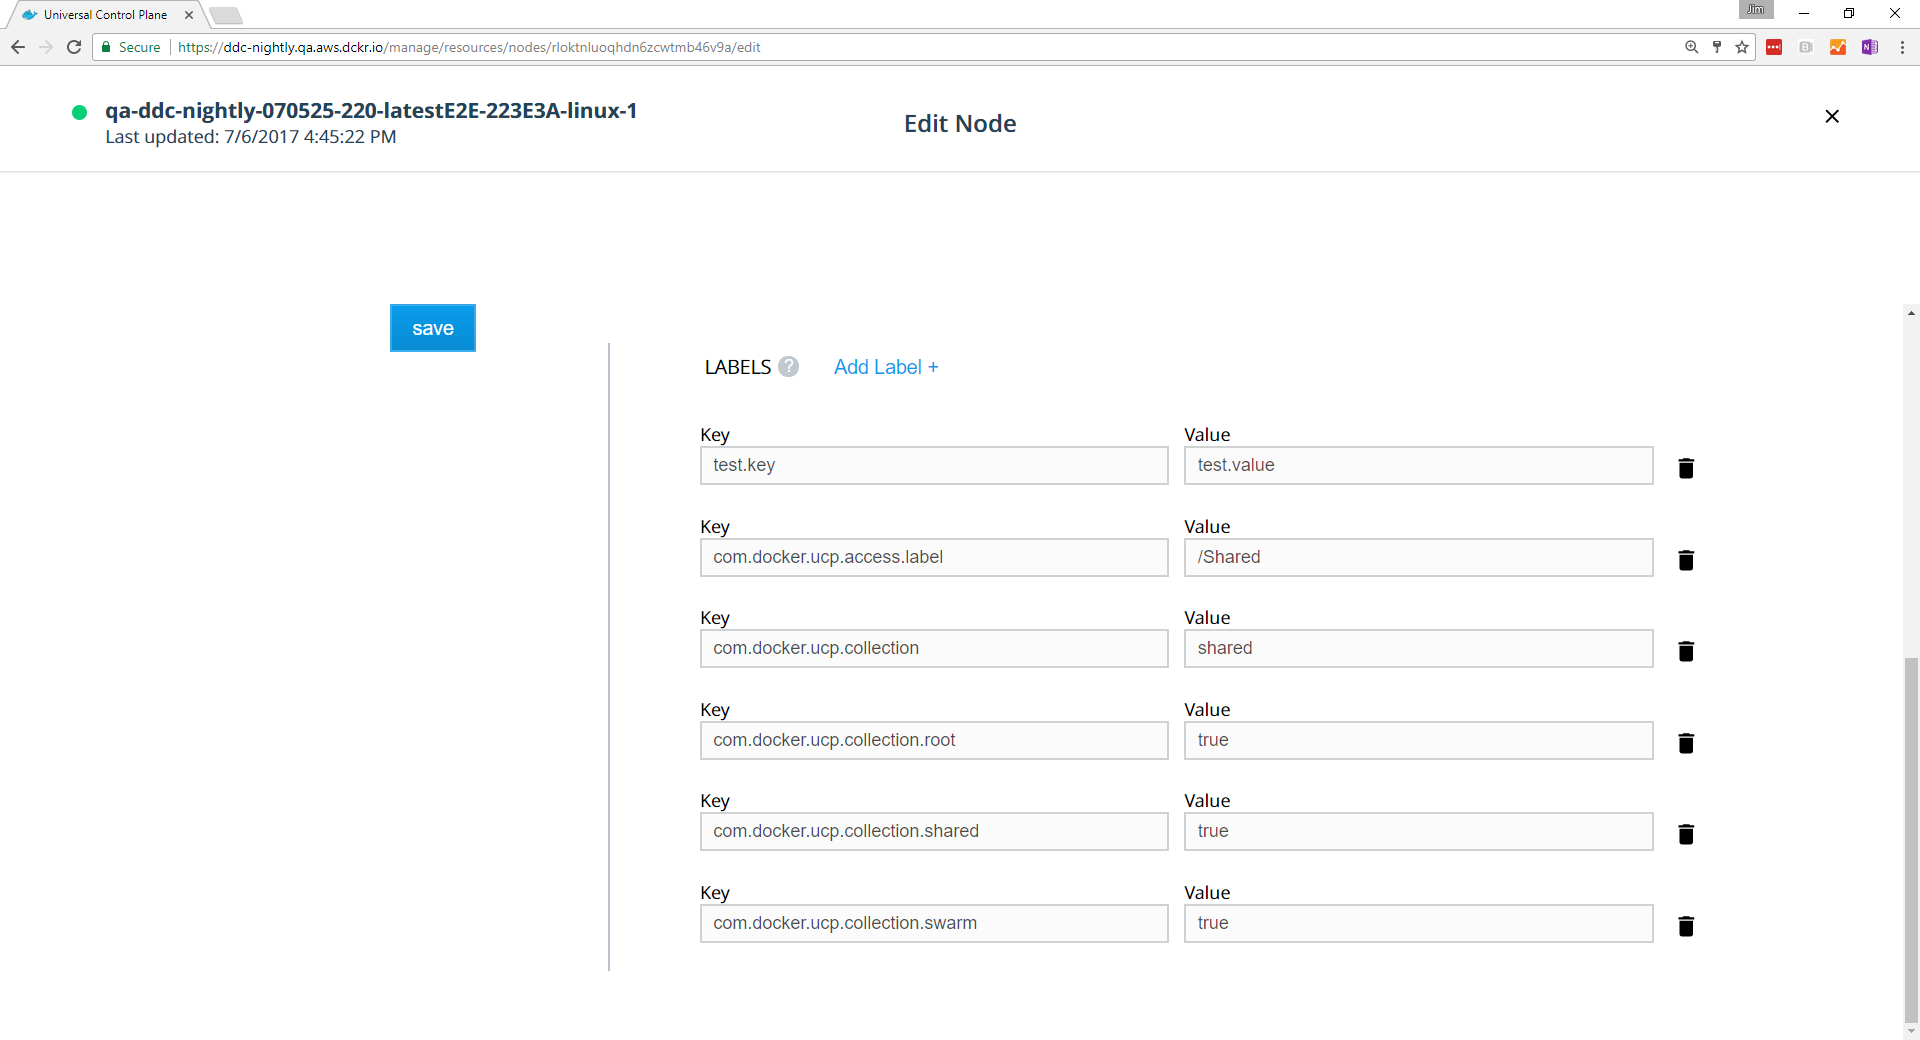 Universal Control Plane
Jim
Secure https://ddc-nightly.qa.aws.dckr.io/manage/resources/nodes/rloktnluoqhdn6zcwtmb46v9a/edit
qa-ddc-nightly-070525-220-latestE2E-223E3A-linux-1
Last updated: 7/6/2017 4:45:22 PM
Edit Node
save
LABELS ? Add Label +
Key Value
test.key test.value
Key Value
com.docker.ucp.access.label /Shared
Key Value
com.docker.ucp.collection shared
Key Value
com.docker.ucp.collection.root true
Key Value
com.docker.ucp.collection.shared true
Key Value
com.docker.ucp.collection.swarm true